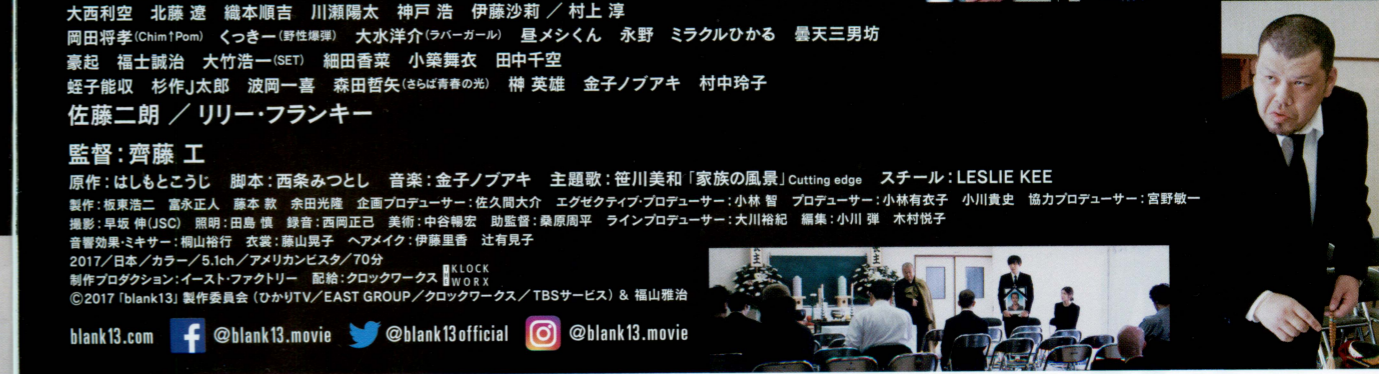 大西利空 北藤 遼 織本順吉 川瀬陽太 神戸 浩 伊藤沙莉 / 村上 淳
岡田将孝(Chim↑Pom) くっきー(野性爆弾) 大水洋介(ラバーガール) 昼メシくん 永野 ミラクルひかる 曇天三男坊
豪起 福士誠治 大竹浩一(SET) 細田香菜 小築舞衣 田中千空
蛭子能収 杉作J太郎 波岡一喜 森田哲矢(さらば青春の光) 榊 英雄 金子ノブアキ 村中玲子
佐藤二朗 / リリー・フランキー
監督:齊藤 工
原作:はしもとこうじ 脚本:西条みつとし 音楽:金子ノブアキ 主題歌:笹川美和「家族の風景」Cutting edge スチール:LESLIE KEE
製作:板東浩二 富永正人 藤本 款 余田光隆 企画プロデューサー:佐久間大介 エグゼクティブ・プロデューサー:小林 智 プロデューサー:小林有衣子 小川貴史 協力プロデューサー:宮野敏一
撮影:早坂 伸(JSC) 照明:田島 慎 録音:西岡正己 美術:中谷暢宏 助監督:桑原周平 ラインプロデューサー:大川裕紀 編集:小川 弾 木村悦子
音響効果・ミキサー:桐山裕行 衣裳:藤山晃子 ヘアメイク:伊藤里香 辻有見子
2017/日本/カラー/5.1ch/アメリカンビスタ/70分
制作プロダクション:イースト・ファクトリー 配給:クロックワークス THE KLOCK WORX
©2017「blank13」製作委員会(ひかりTV/EAST GROUP/クロックワークス/TBSサービス) & 福山雅治
blank13.com @blank13.movie @blank13official @blank13.movie